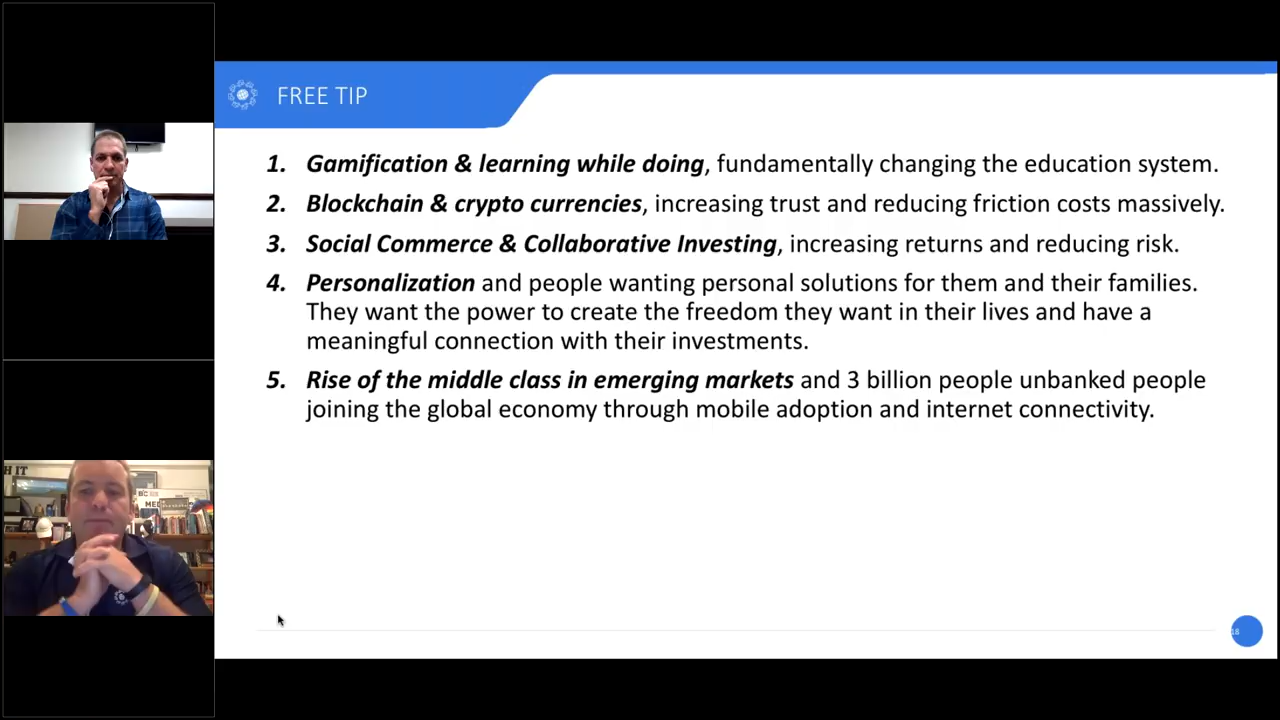 FREE TIP
1. Gamification & learning while doing, fundamentally changing the education system.
2. Blockchain & crypto currencies, increasing trust and reducing friction costs massively.
3. Social Commerce & Collaborative Investing, increasing returns and reducing risk.
4. Personalization and people wanting personal solutions for them and their families.
They want the power to create the freedom they want in their lives and have a
meaningful connection with their investments.
5. Rise of the middle class in emerging markets and 3 billion people unbanked people
joining the global economy through mobile adoption and internet connectivity.
H IT